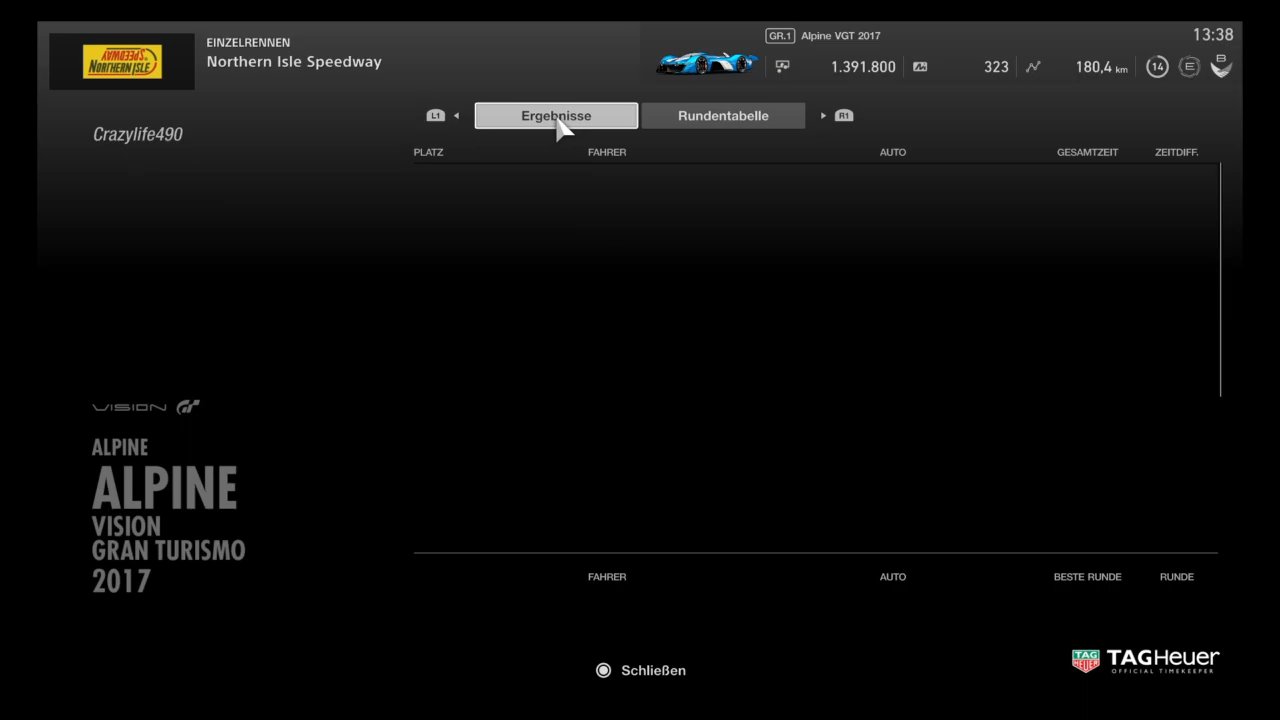 NORTHERN ISLE
SPEEDWAY
EINZELRENNEN
Northern Isle Speedway
GR.1 Alpine VGT 2017
13:38
1.391.800 323 180,4 km 14 E B
L1 Ergebnisse Rundentabelle R1
Crazylife490
PLATZ FAHRER AUTO GESAMTZEIT ZEITDIFF.
VISION GT
ALPINE
ALPINE
VISION
GRAN TURISMO
2017
FAHRER AUTO BESTE RUNDE RUNDE
Schließen
TAG HEUER
TAGHeuer
OFFICIAL TIMEKEEPER